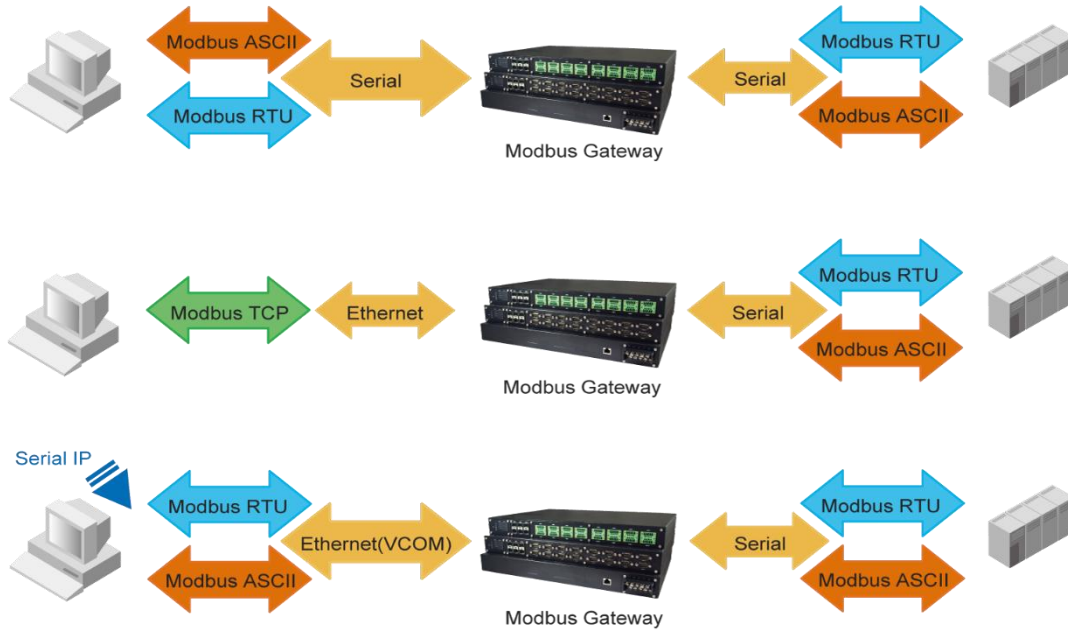 Modbus ASCII
Modbus RTU
Serial
Modbus Gateway
Serial
Modbus RTU
Modbus ASCII
Modbus TCP
Ethernet
Modbus Gateway
Serial
Modbus RTU
Modbus ASCII
Serial IP
Modbus RTU
Modbus ASCII
Ethernet(VCOM)
Modbus Gateway
Serial
Modbus RTU
Modbus ASCII